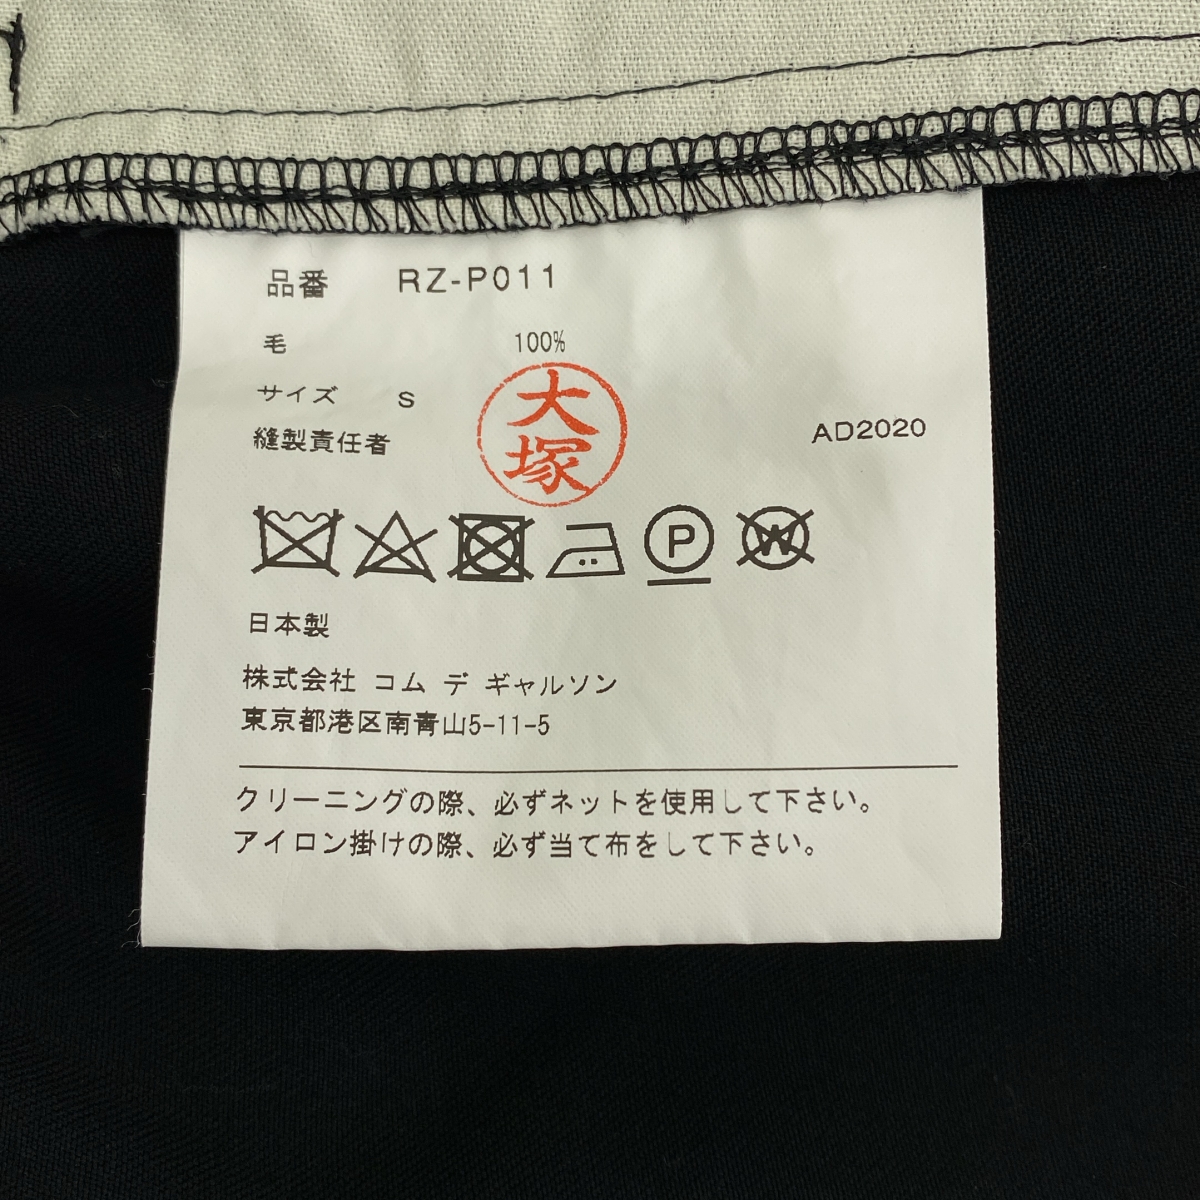 品番 RZ-P011
毛 100%
サイズ S
縫製責任者 大塚 AD2020
P W
日本製
株式会社 コム デ ギャルソン
東京都港区南青山5-11-5
クリーニングの際、必ずネットを使用して下さい。
アイロン掛けの際、必ず当て布をして下さい。